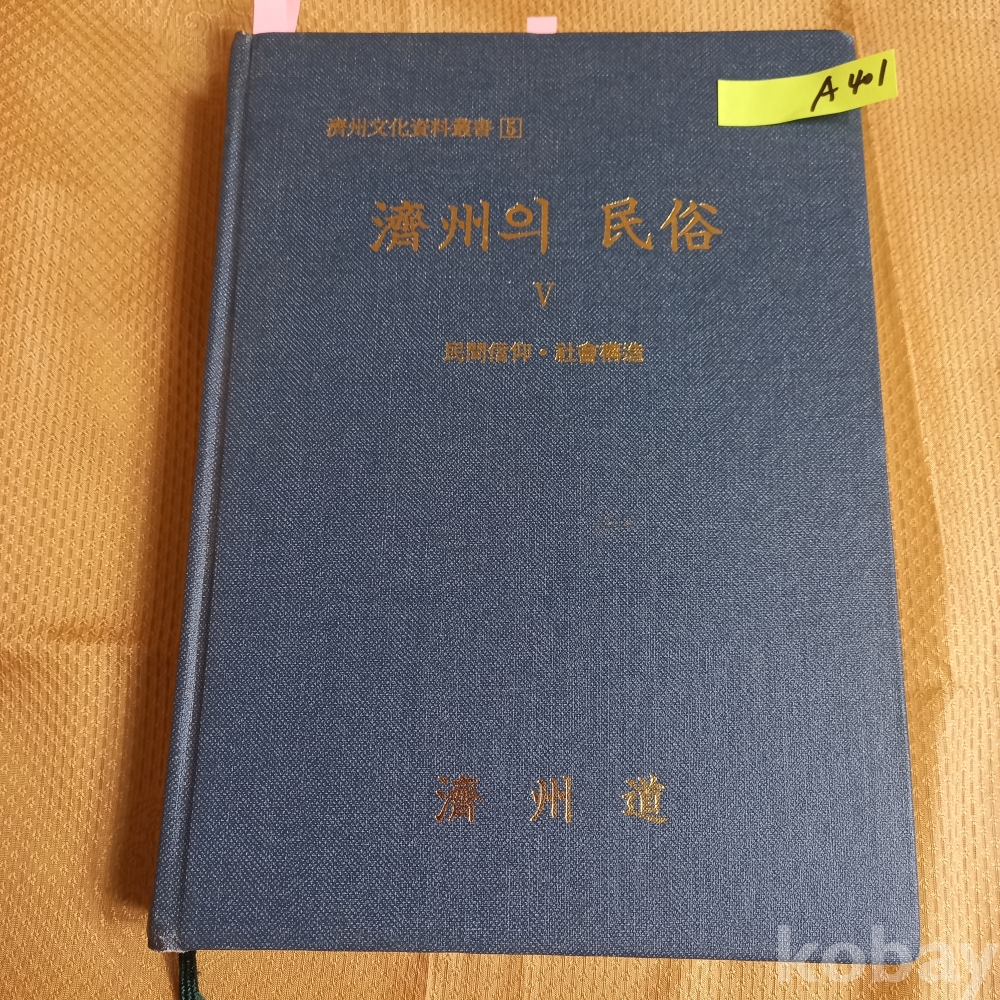 A401
濟州文化資料叢書 5
濟州의 民俗
V
民間信仰·社會構造
濟州道
kobay